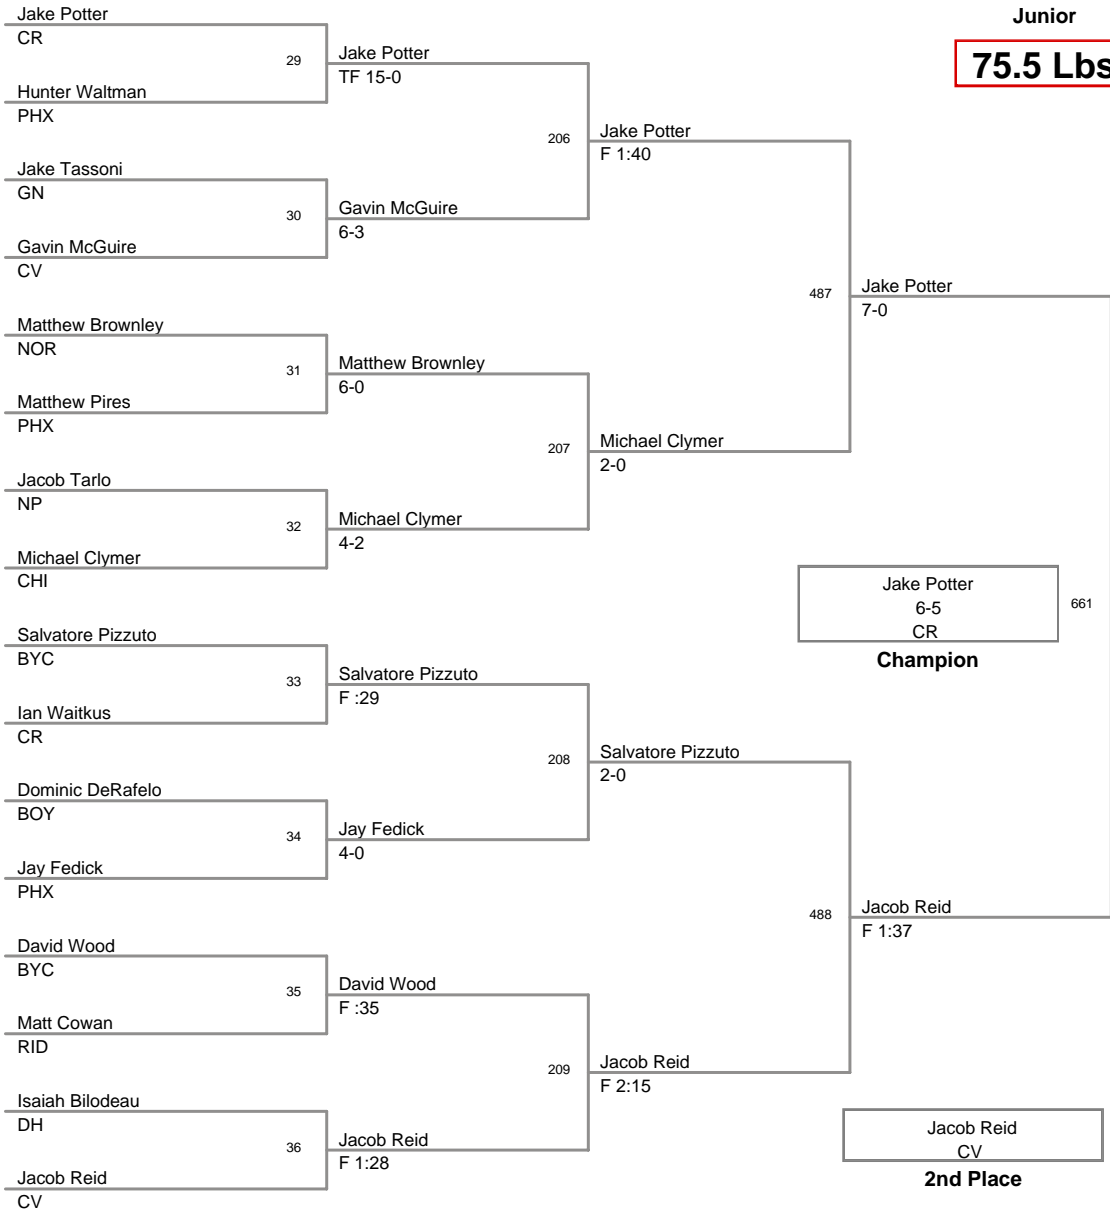 Jake Potter
CR
29
Hunter Waltman
PHX
Jake Potter
TF 15-0
Jake Tassoni
GN
30
Gavin McGuire
CV
Gavin McGuire
6-3
206
Jake Potter
F 1:40
Matthew Brownley
NOR
31
Matthew Pires
PHX
Matthew Brownley
6-0
Jacob Tarlo
NP
32
Michael Clymer
CHI
Michael Clymer
4-2
207
Michael Clymer
2-0
487
Jake Potter
7-0
Salvatore Pizzuto
BYC
33
Ian Waitkus
CR
Salvatore Pizzuto
F :29
Dominic DeRafelo
BOY
34
Jay Fedick
PHX
Jay Fedick
4-0
208
Salvatore Pizzuto
2-0
David Wood
BYC
35
Matt Cowan
RID
David Wood
F :35
Isaiah Bilodeau
DH
36
Jacob Reid
CV
Jacob Reid
F 1:28
209
Jacob Reid
F 2:15
488
Jacob Reid
F 1:37
Junior
75.5 Lbs
Jake Potter
6-5
CR
661
Champion
Jacob Reid
CV
2nd Place